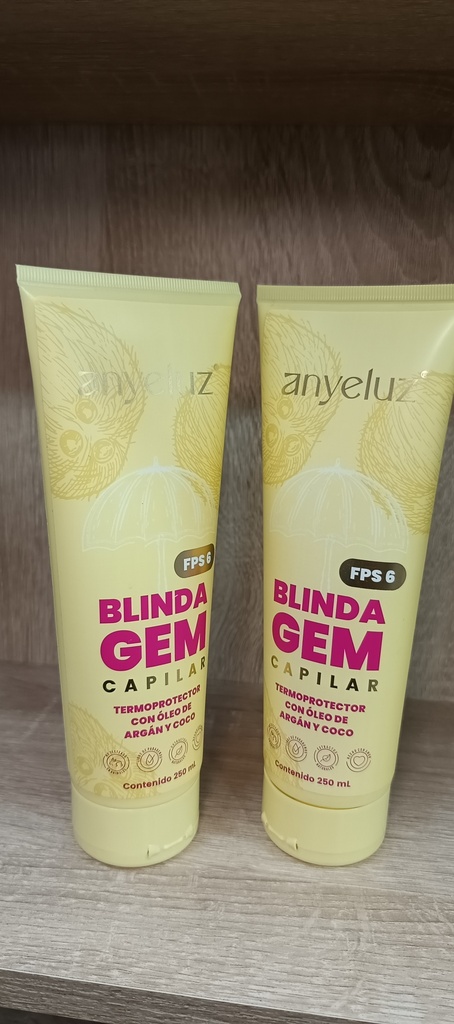 anyeluz
FPS 6
BLINDA
GEM
CAPILAR
TERMOPROTECTOR
CON ÓLEO DE
ARGÁN Y COCO
Contenido 250 mL
anyeluz
FPS 6
BLINDA
GEM
CAPILAR
TERMOPROTECTOR
CON ÓLEO DE
ARGÁN Y COCO
Contenido 250 mL